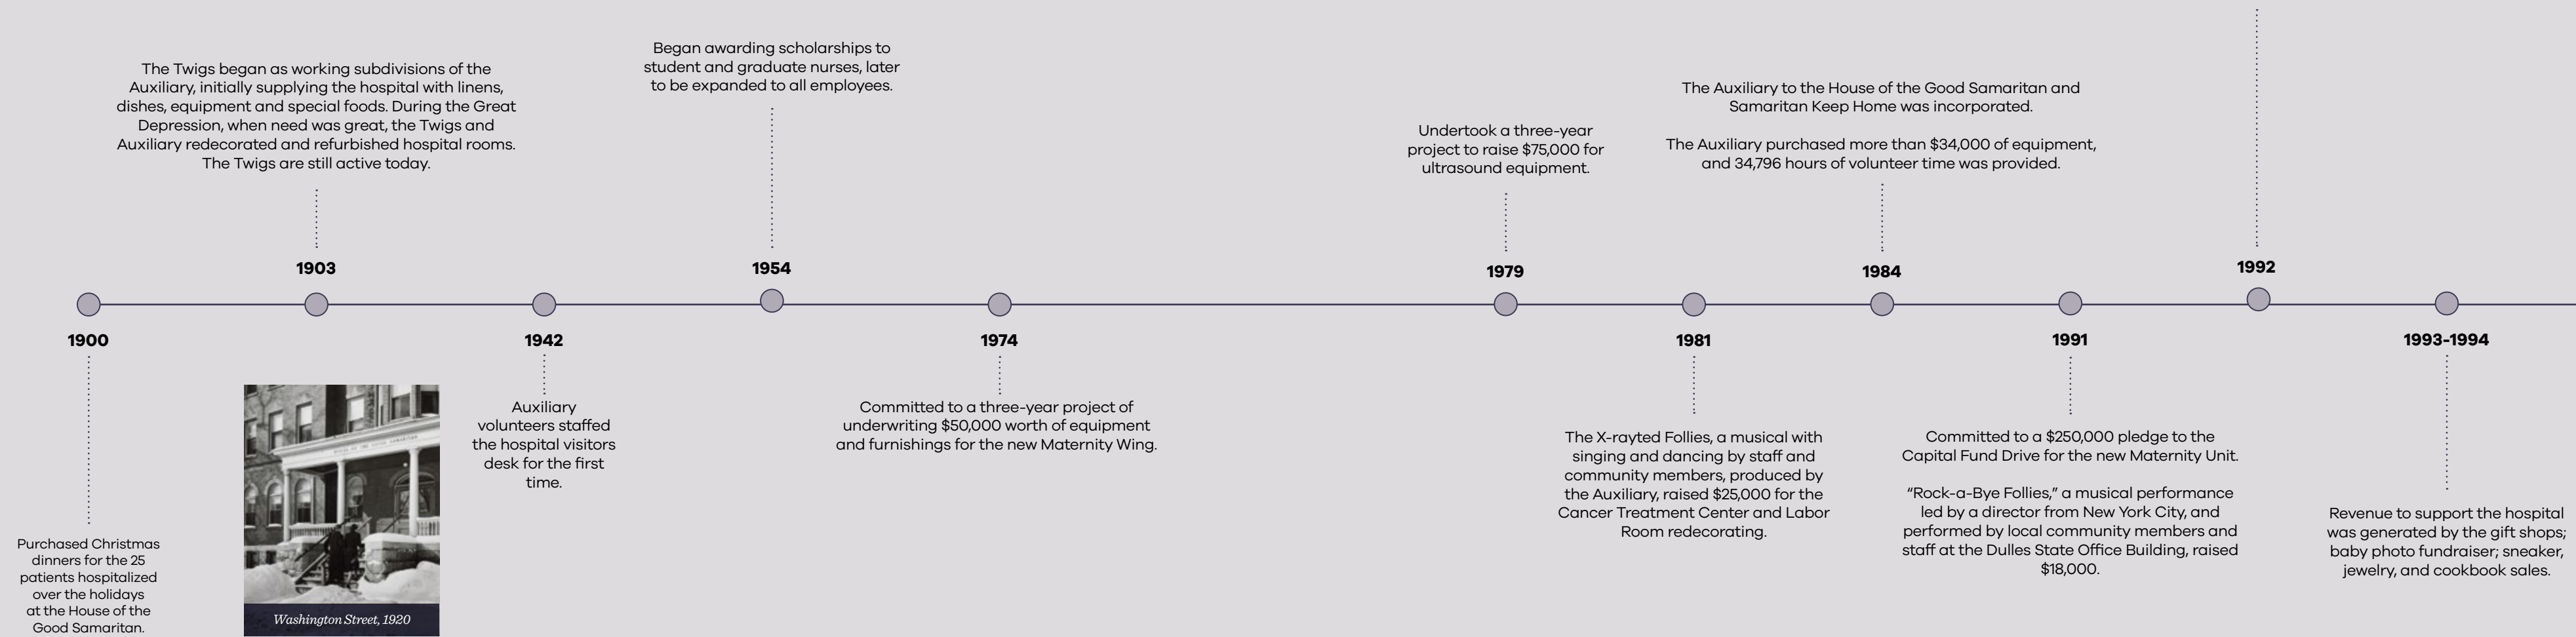 The Twigs began as working subdivisions of the
Auxiliary, initially supplying the hospital with linens,
dishes, equipment and special foods. During the Great
Depression, when need was great, the Twigs and
Auxiliary redecorated and refurbished hospital rooms.
The Twigs are still active today.
Began awarding scholarships to
student and graduate nurses, later
to be expanded to all employees.
Undertook a three-year
project to raise $75,000 for
ultrasound equipment.
The Auxiliary to the House of the Good Samaritan and
Samaritan Keep Home was incorporated.
The Auxiliary purchased more than $34,000 of equipment,
and 34,796 hours of volunteer time was provided.
1903
1954
1979
1984
1992
1900
1942
1974
1981
1991
1993-1994
Purchased Christmas
dinners for the 25
patients hospitalized
over the holidays
at the House of the
Good Samaritan.
Washington Street, 1920
Auxiliary
volunteers staffed
the hospital visitors
desk for the first
time.
Committed to a three-year project of
underwriting $50,000 worth of equipment
and furnishings for the new Maternity Wing.
The X-rayted Follies, a musical with
singing and dancing by staff and
community members, produced by
the Auxiliary, raised $25,000 for the
Cancer Treatment Center and Labor
Room redecorating.
Committed to a $250,000 pledge to the
Capital Fund Drive for the new Maternity Unit.
“Rock-a-Bye Follies,” a musical performance
led by a director from New York City, and
performed by local community members and
staff at the Dulles State Office Building, raised
$18,000.
Revenue to support the hospital
was generated by the gift shops;
baby photo fundraiser; sneaker,
jewelry, and cookbook sales.